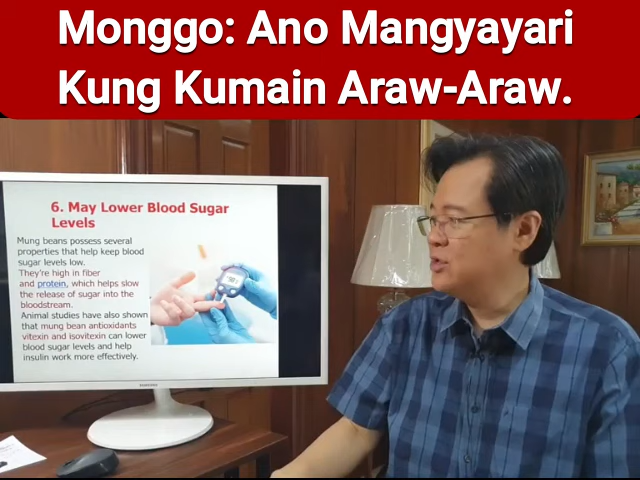 Monggo: Ano Mangyayari
Kung Kumain Araw-Araw.
6. May Lower Blood Sugar
Levels
Mung beans possess several
properties that help keep blood
sugar levels low.
They're high in fiber
and protein, which helps slow
the release of sugar into the
bloodstream.
Animal studies have also shown
that mung bean antioxidants
vitexin and isovitexin can lower
blood sugar levels and help
insulin work more effectively.
SAMSUNG